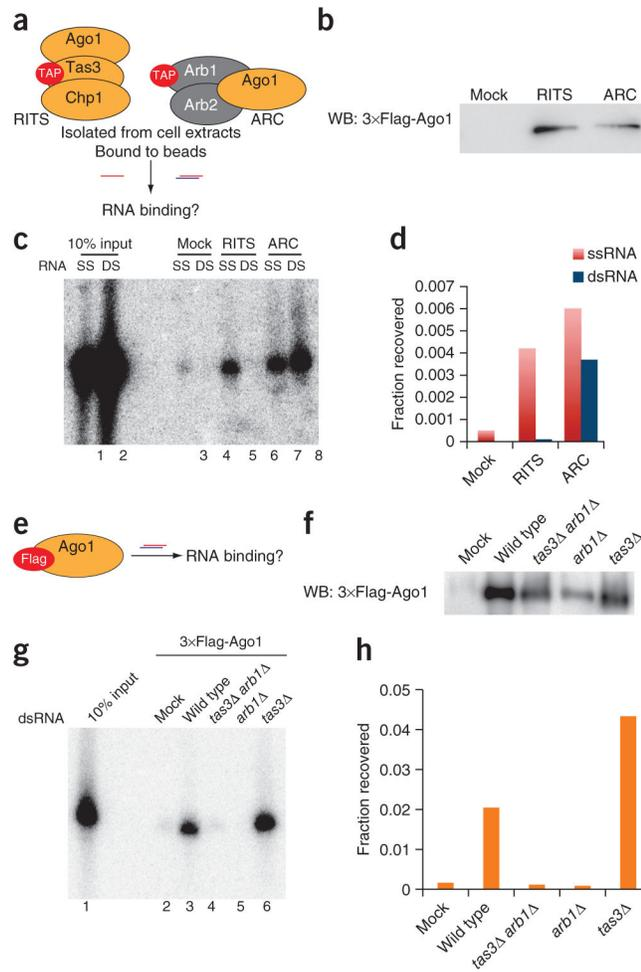 a
Ago1
TAP
Tas3
Chp1
RITS
TAP
Arb1
Arb2
Ago1
ARC
Isolated from cell extracts
Bound to beads
RNA binding?
b
Mock RITS ARC
WB: 3×Flag-Ago1
c
10% input Mock RITS ARC
RNA SS DS SS DS SS DS SS DS
1 2 3 4 5 6 7 8
d
ssRNA
dsRNA
Fraction recovered
0.007
0.006
0.005
0.004
0.003
0.002
0.001
0
Mock RITS ARC
e
Flag
Ago1
RNA binding?
f
Mock Wild type tas3Δ arb1Δ arb1Δ tas3Δ
WB: 3×Flag-Ago1
g
3×Flag-Ago1
dsRNA 10% input Mock Wild type tas3Δ arb1Δ arb1Δ tas3Δ
1 2 3 4 5 6
h
Fraction recovered
0.05
0.04
0.03
0.02
0.01
0
Mock Wild type tas3Δ arb1Δ arb1Δ tas3Δ